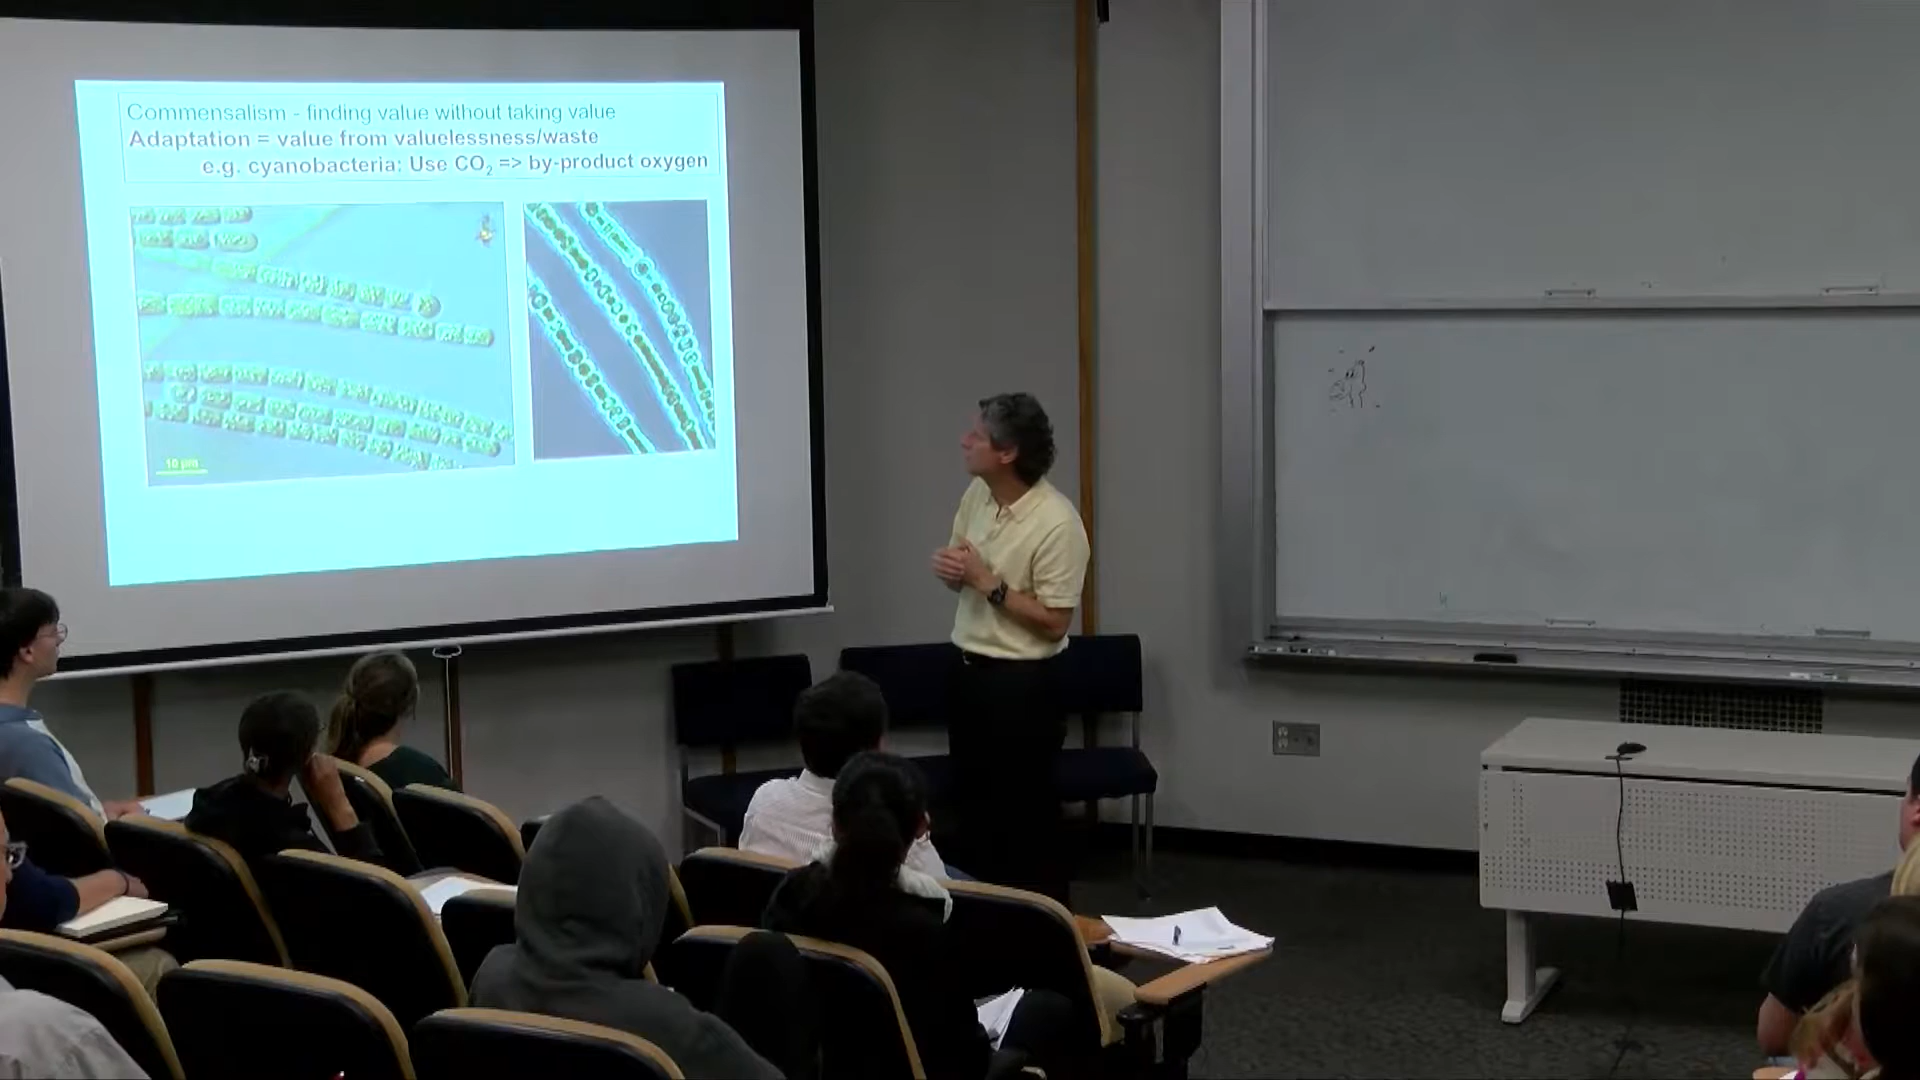 Commensalism - finding value without taking value
Adaptation = value from valuelessness/waste
e.g. cyanobacteria: Use CO₂ => by-product oxygen
10 µm